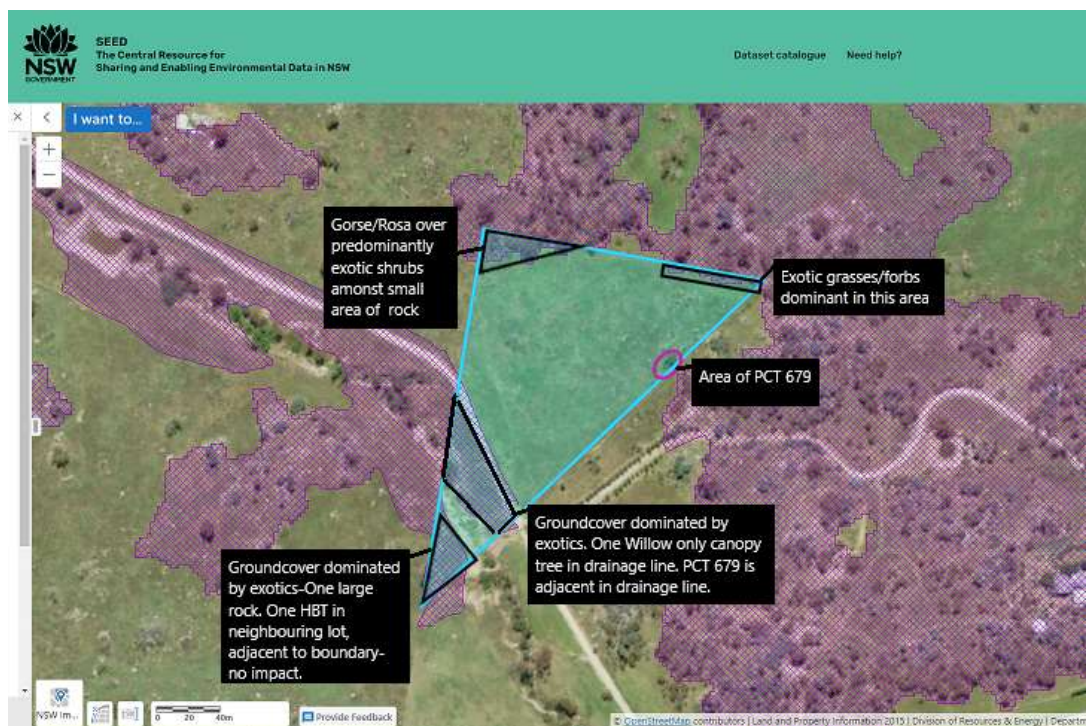 SEED
The Central Resource for
Sharing and Enabling Environmental Data in NSW
NSW
GOVERNMENT
Dataset catalogue
Need help?
I want to...
Gorse/Rosa over
predominantly
exotic shrubs
amonst small
area of rock
Exotic grasses/forbs
dominant in this area
Area of PCT 679
Groundcover dominated by
exotics. One Willow only canopy
tree in drainage line. PCT 679 is
adjacent in drainage line.
Groundcover dominated
by exotics-One large
rock. One HBT in
neighbouring lot,
adjacent to boundary-
no impact.
NSW Im...
0 20 40m
Provide Feedback
© OpenStreetMap contributors | Land and Property Information 2015 | Division of Resources & Energy | Depart